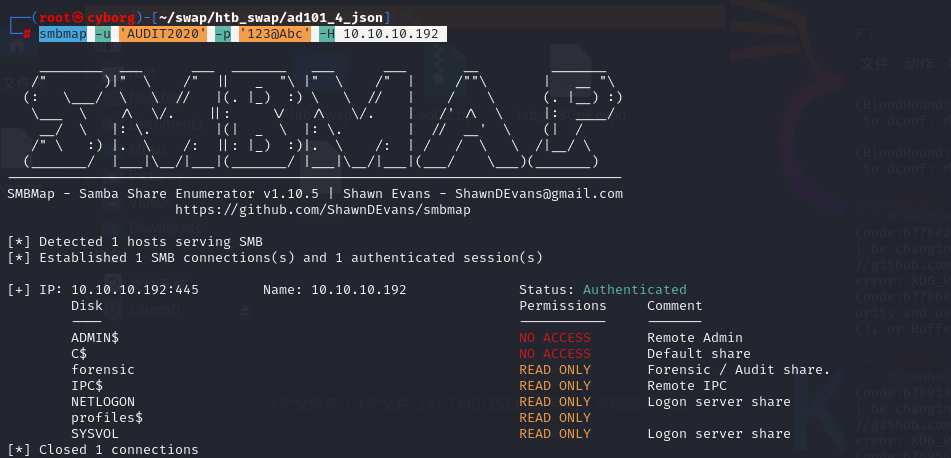 ┌──(root㉿cyborg)-[~/swap/htb_swap/ad101_4_json]
└─# smbmap -u 'AUDIT2020' -p '123@Abc' -H 10.10.10.192
SMBMap - Samba Share Enumerator v1.10.5 | Shawn Evans - ShawnDEvans@gmail.com
https://github.com/ShawnDEvans/smbmap
[*] Detected 1 hosts serving SMB
[*] Established 1 SMB connections(s) and 1 authenticated session(s)
[+] IP: 10.10.10.192:445 Name: 10.10.10.192 Status: Authenticated
Disk Permissions Comment
---- ----------- -------
ADMIN$ NO ACCESS Remote Admin
C$ NO ACCESS Default share
forensic READ ONLY Forensic / Audit share.
IPC$ READ ONLY Remote IPC
NETLOGON READ ONLY Logon server share
profiles$ READ ONLY
SYSVOL READ ONLY Logon server share
[*] Closed 1 connections